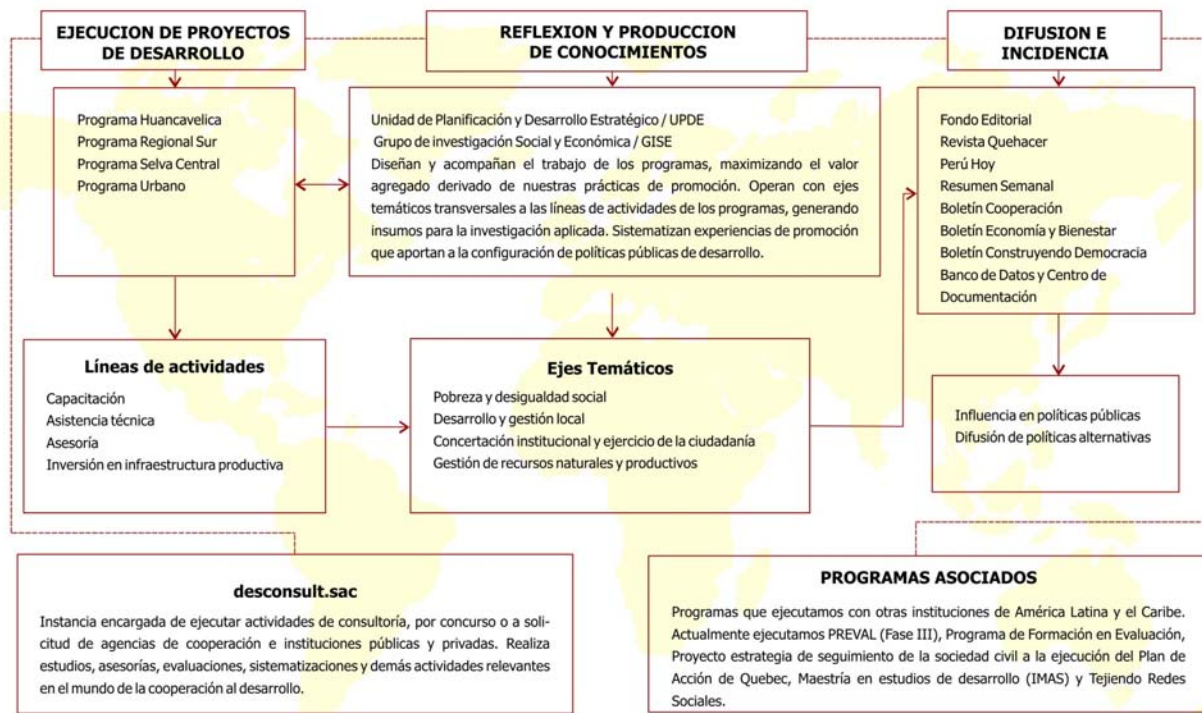 EJECUCION DE PROYECTOS
DE DESARROLLO
REFLEXION Y PRODUCCION
DE CONOCIMIENTOS
DIFUSION E
INCIDENCIA
Programa Huancavelica
Programa Regional Sur
Programa Selva Central
Programa Urbano
Unidad de Planificación y Desarrollo Estratégico / UPDE
Grupo de investigación Social y Económica / GISE
Diseñan y acompañan el trabajo de los programas, maximizando el valor
agregado derivado de nuestras prácticas de promoción. Operan con ejes
temáticos transversales a las líneas de actividades de los programas, generando
insumos para la investigación aplicada. Sistematizan experiencias de promoción
que aportan a la configuración de políticas públicas de desarrollo.
Fondo Editorial
Revista Quehacer
Perú Hoy
Resumen Semanal
Boletín Cooperación
Boletín Economía y Bienestar
Boletín Construyendo Democracia
Banco de Datos y Centro de
Documentación
Líneas de actividades
Capacitación
Asistencia técnica
Asesoría
Inversión en infraestructura productiva
Ejes Temáticos
Pobreza y desigualdad social
Desarrollo y gestión local
Concertación institucional y ejercicio de la ciudadanía
Gestión de recursos naturales y productivos
Influencia en políticas públicas
Difusión de políticas alternativas
desconsult.sac
Instancia encargada de ejecutar actividades de consultoría, por concurso o a soli-
citud de agencias de cooperación e instituciones públicas y privadas. Realiza
estudios, asesorías, evaluaciones, sistematizaciones y demás actividades relevantes
en el mundo de la cooperación al desarrollo.
PROGRAMAS ASOCIADOS
Programas que ejecutamos con otras instituciones de América Latina y el Caribe.
Actualmente ejecutamos PREVAL (Fase III), Programa de Formación en Evaluación,
Proyecto estrategia de seguimiento de la sociedad civil a la ejecución del Plan de
Acción de Quebec, Maestría en estudios de desarrollo (IMAS) y Tejiendo Redes
Sociales.